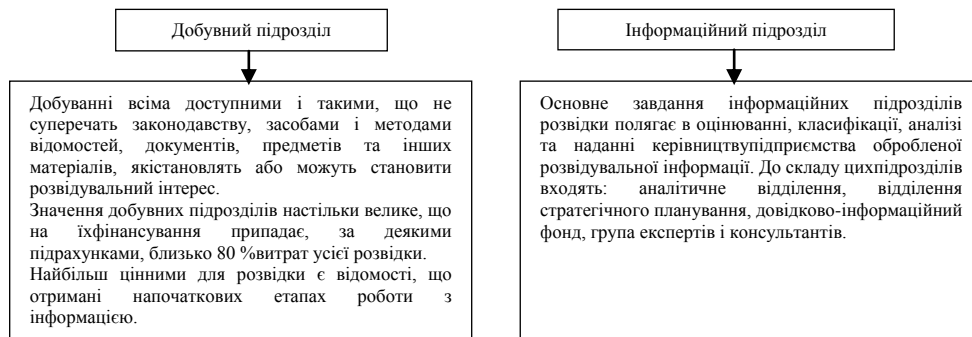 Добувний підрозділ
Добуванні всіма доступними і такими, що не
суперечать законодавству, засобами і методами
відомостей, документів, предметів та інших
матеріалів, якістановлять або можуть становити
розвідувальний інтерес.
Значення добувних підрозділів настільки велике, що
на їхфінансування припадає, за деякими
підрахунками, близько 80 %витрат усієї розвідки.
Найбільш цінними для розвідки є відомості, що
отримані напочаткових етапах роботи з
інформацією.
Інформаційний підрозділ
Основне завдання інформаційних підрозділів
розвідки полягає в оцінюванні, класифікації, аналізі
та наданні керівництвупідприємства обробленої
розвідувальної інформації. До складу цихпідрозділів
входять: аналітичне відділення, відділення
стратегічного планування, довідково-інформаційний
фонд, група експертів і консультантів.